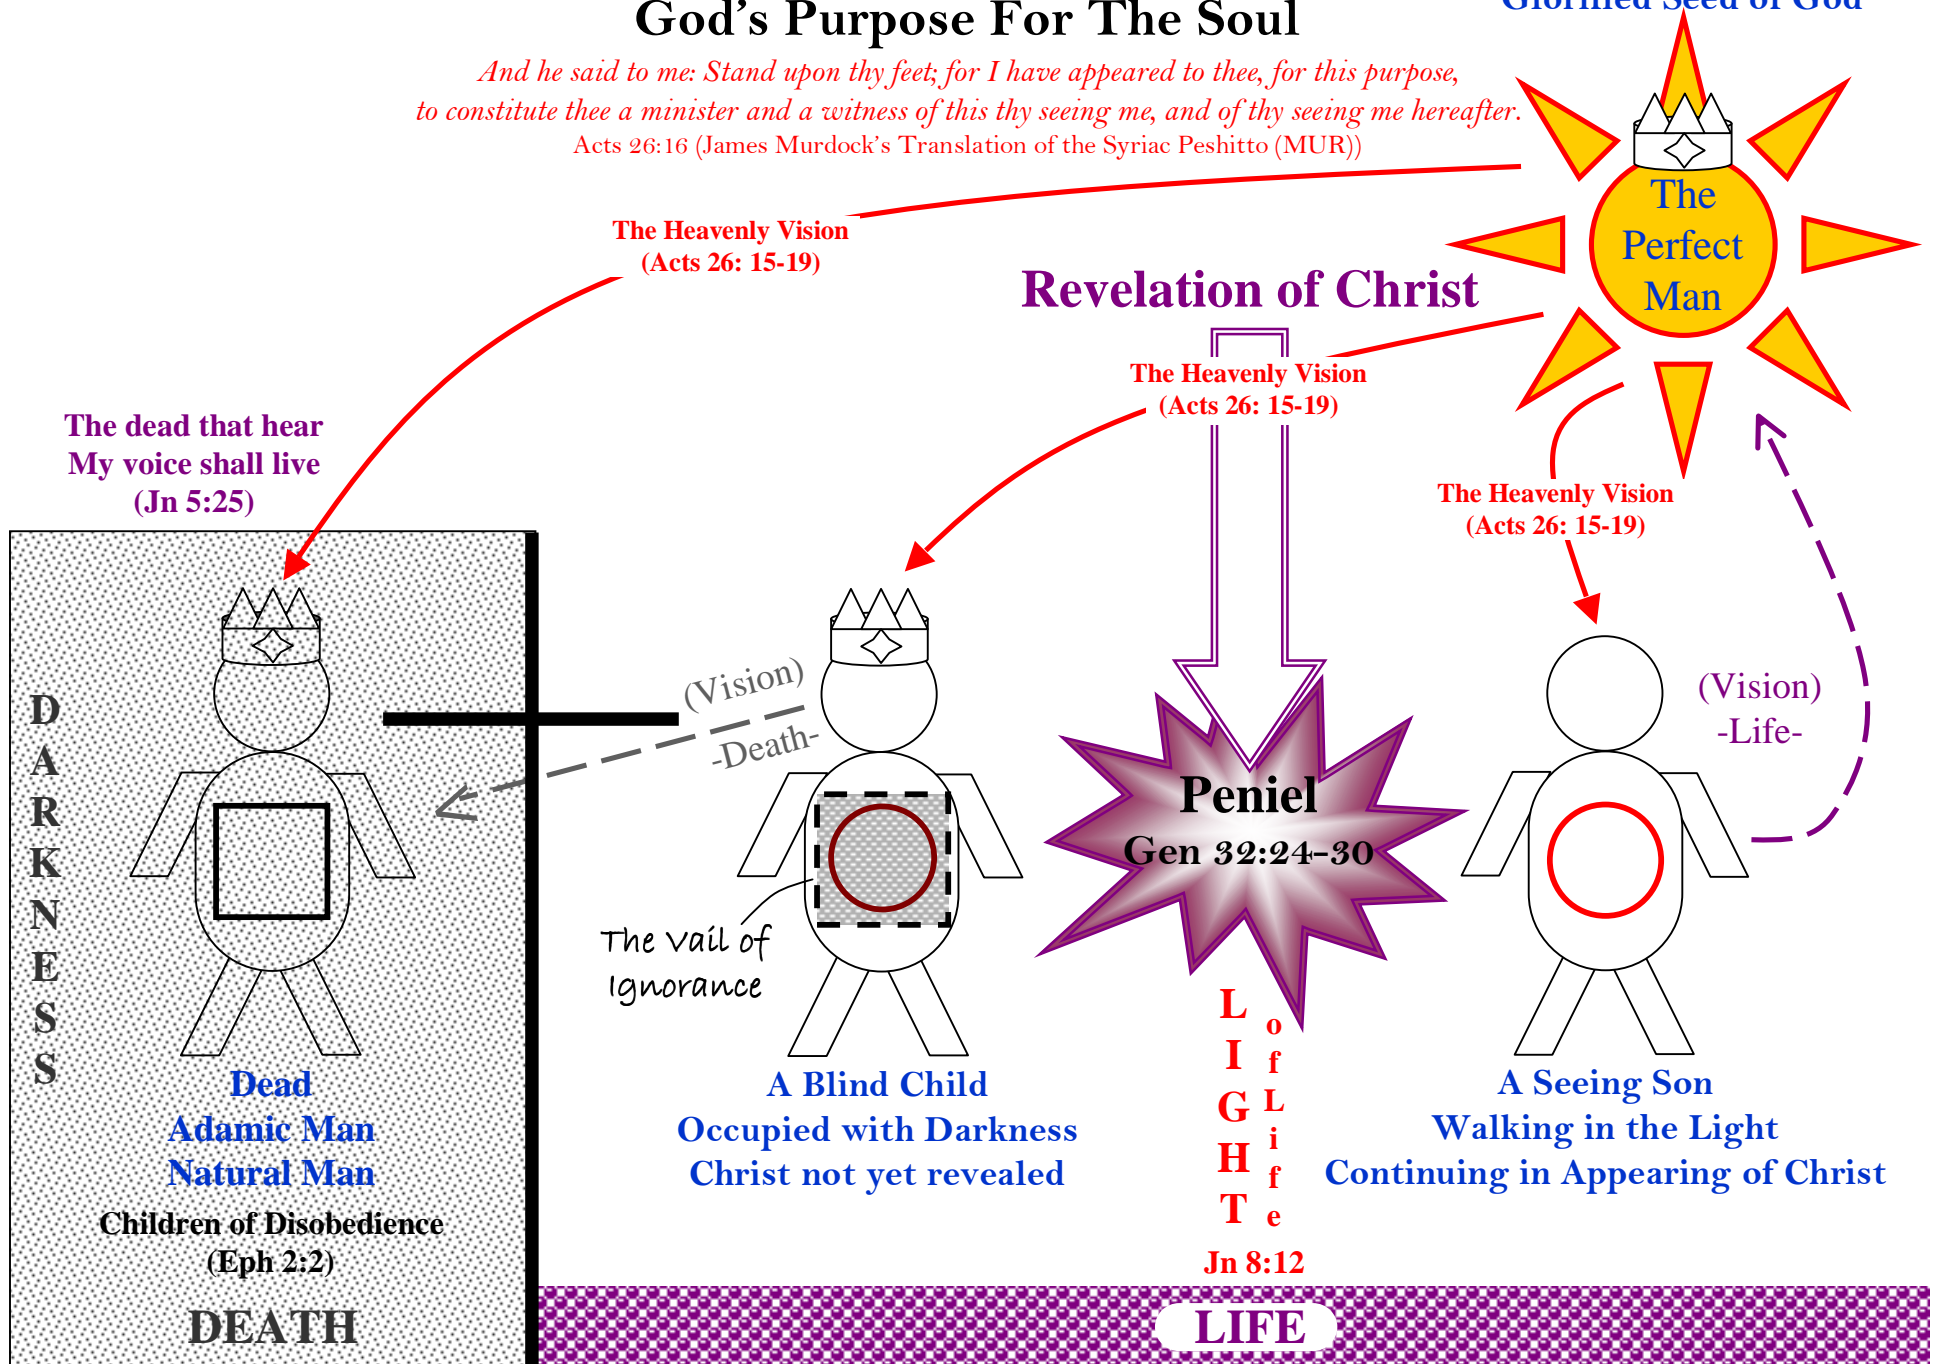 God's Purpose For The Soul
Glorified Seed of God
And he said to me: Stand upon thy feet; for I have appeared to thee, for this purpose,
to constitute thee a minister and a witness of this thy seeing me, and of thy seeing me hereafter.
Acts 26:16 (James Murdock's Translation of the Syriac Peshitto (MUR))
The
Perfect
Man
The Heavenly Vision
(Acts 26: 15-19)
Revelation of Christ
The Heavenly Vision
(Acts 26: 15-19)
The Heavenly Vision
(Acts 26: 15-19)
The dead that hear
My voice shall live
(Jn 5:25)
DARKNESS
(Vision)
-Death-
(Vision)
-Life-
Peniel
Gen 32:24-30
The Vail of
Ignorance
LIGHT
of Life
Jn 8:12
Dead
Adamic Man
Natural Man
Children of Disobedience
(Eph 2:2)
A Blind Child
Occupied with Darkness
Christ not yet revealed
A Seeing Son
Walking in the Light
Continuing in Appearing of Christ
DEATH
LIFE